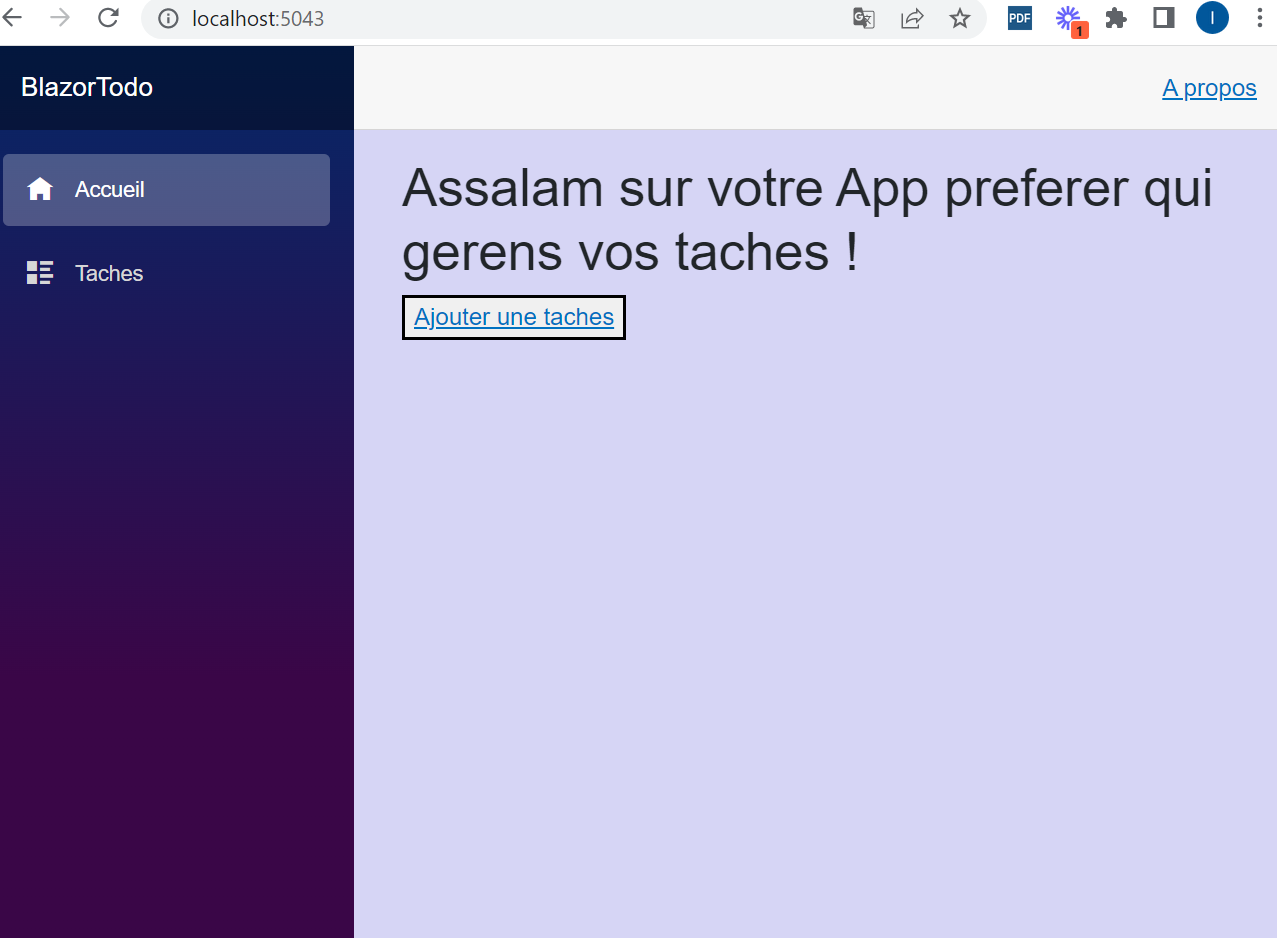 localhost:5043
PDF
1
I
BlazorTodo
A propos
Accueil
Taches
Assalam sur votre App preferer qui
gerens vos taches !
Ajouter une taches